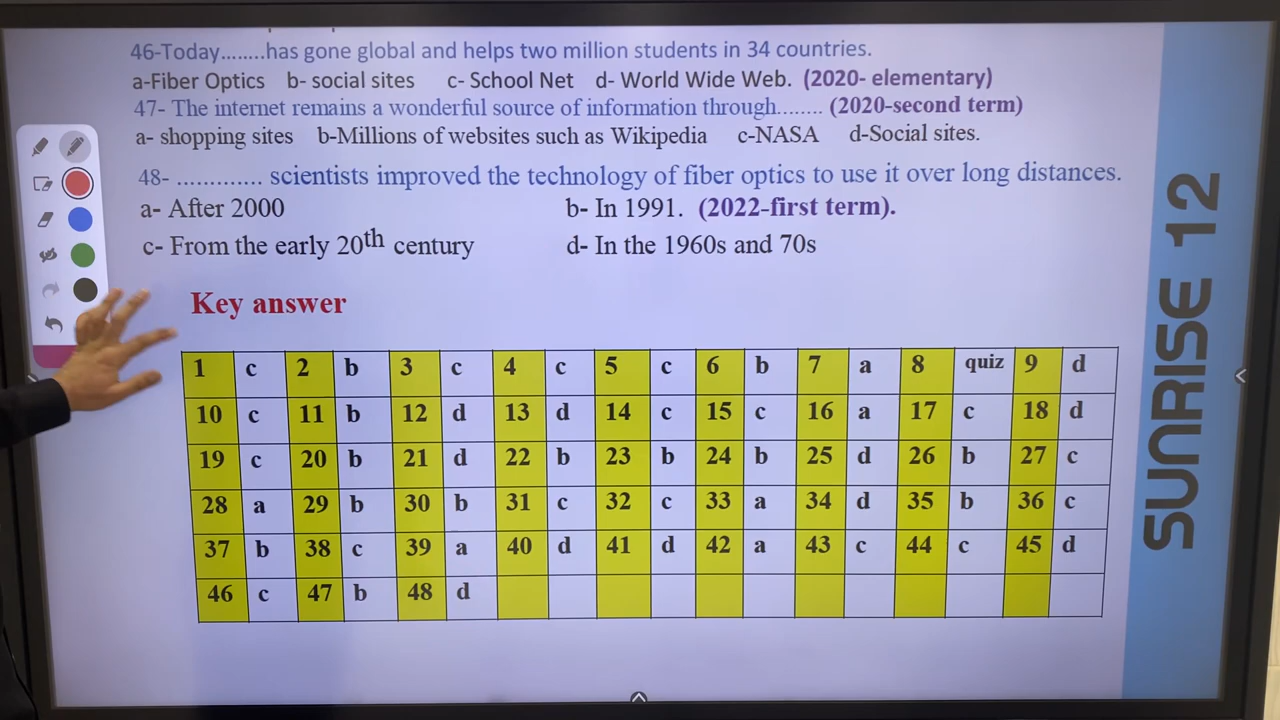 46-Today........has gone global and helps two million students in 34 countries.
a-Fiber Optics b- social sites c- School Net d- World Wide Web. (2020- elementary)
47- The internet remains a wonderful source of information through........ (2020-second term)
a- shopping sites b-Millions of websites such as Wikipedia c-NASA d-Social sites.
48- ............. scientists improved the technology of fiber optics to use it over long distances.
a- After 2000 b- In 1991. (2022-first term).
c- From the early 20th century d- In the 1960s and 70s
Key answer
1 c 2 b 3 c 4 c 5 c 6 b 7 a 8 quiz 9 d
10 c 11 b 12 d 13 d 14 c 15 c 16 a 17 c 18 d
19 c 20 b 21 d 22 b 23 b 24 b 25 d 26 b 27 c
28 a 29 b 30 b 31 c 32 c 33 a 34 d 35 b 36 c
37 b 38 c 39 a 40 d 41 d 42 a 43 c 44 c 45 d
46 c 47 b 48 d
SUNRISE 12